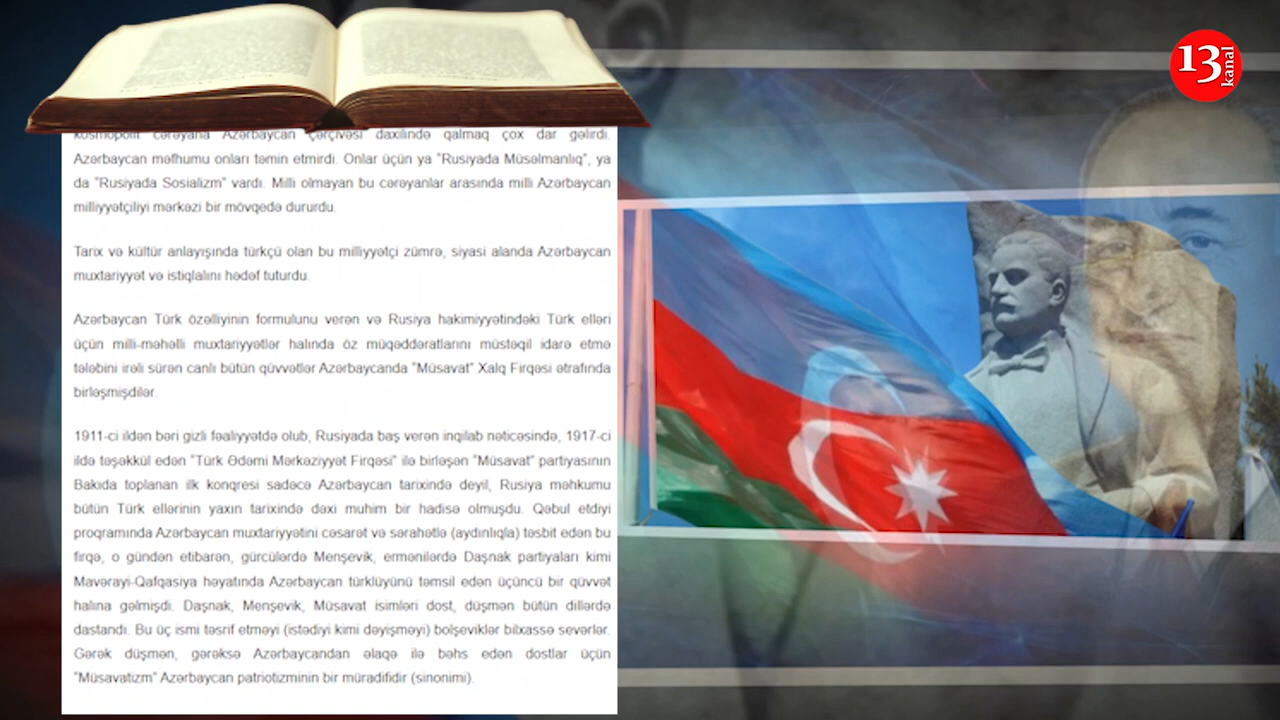 kosmopolit cərəyana Azərbaycan çərçivəsi daxilində qalmaq çox dar gəlirdi.
Azərbaycan məfhumu onları təmin etmirdi. Onlar üçün ya "Rusiyada Müsəlmanlıq", ya
da "Rusiyada Sosializm" vardı. Milli olmayan bu cərəyanlar arasında milli Azərbaycan
milliyyətçiliyi mərkəzi bir mövqedə dururdu.
Tarix və kültür anlayışında türkçü olan bu milliyyətçi zümrə, siyasi alanda Azərbaycan
muxtariyyət və istiqlalını hədəf tuturdu.
Azərbaycan Türk özəlliyinin formulunu verən və Rusiya hakimiyyətindəki Türk elləri
üçün milli-məhəlli muxtariyyətlər halında öz müqəddəratlarını müstəqil idarə etmə
tələbini irəli sürən canlı bütün qüvvətlər Azərbaycanda "Müsavat" Xalq Firqəsi ətrafında
birləşmişdilər.
1911-ci ildən bəri gizli fəaliyyətdə olub, Rusiyada baş verən inqilab nəticəsində, 1917-ci
ildə təşəkkül edən "Türk Ədəmi Mərkəziyyət Firqəsi" ilə birləşən "Müsavat" partiyasının
Bakıda toplanan ilk konqresi sadəcə Azərbaycan tarixində deyil, Rusiya məhkumu
bütün Türk ellərinin yaxın tarixində dəxi muhim bir hadisə olmuşdu. Qəbul etdiyi
proqramında Azərbaycan muxtariyyətini cəsarət və sərahətlə (aydınlıqla) təsbit edən bu
firqə, o gündən etibarən, gürcülərdə Menşevik, ermənilərdə Daşnak partiyaları kimi
Mavərayi-Qafqasiya həyatında Azərbaycan türklüyünü təmsil edən üçüncü bir qüvvət
halına gəlmişdi. Daşnak, Menşevik, Müsavat isimləri dost, düşmən bütün dillərdə
dastandı. Bu üç ismi təsrif etməyi (istədiyi kimi dəyişməyi) bolşeviklər bilxassə sevərlər.
Gərək düşmən, gərəksə Azərbaycandan əlaqə ilə bəhs edən dostlar üçün
"Müsavatizm" Azərbaycan patriotizminin bir müradifidir (sinonimi).
13 kanal